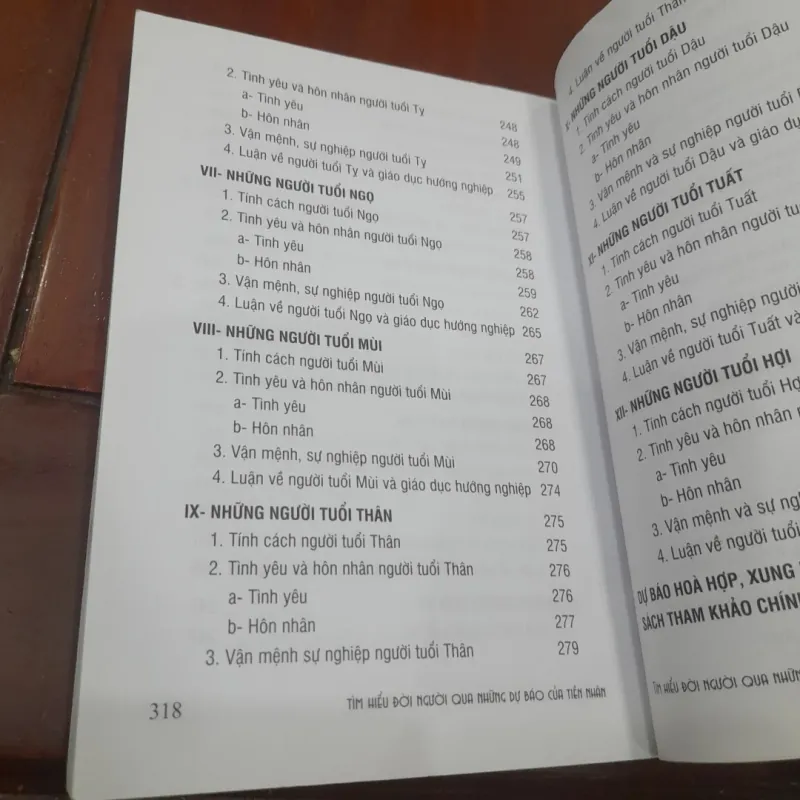 2. Tình yêu và hôn nhân người tuổi Tỵ 248
a- Tình yêu 248
b- Hôn nhân 249
3. Vận mệnh, sự nghiệp người tuổi Tỵ 251
4. Luận về người tuổi Tỵ và giáo dục hướng nghiệp 255
VII- NHỮNG NGƯỜI TUỔI NGỌ 257
1. Tính cách người tuổi Ngọ 257
2. Tình yêu và hôn nhân người tuổi Ngọ 258
a- Tình yêu 258
b- Hôn nhân 259
3. Vận mệnh, sự nghiệp người tuổi Ngọ 262
4. Luận về người tuổi Ngọ và giáo dục hướng nghiệp 265
VIII- NHỮNG NGƯỜI TUỔI MÙI 267
1. Tính cách người tuổi Mùi 267
2. Tình yêu và hôn nhân người tuổi Mùi 268
a- Tình yêu 268
b- Hôn nhân 268
3. Vận mệnh, sự nghiệp người tuổi Mùi 270
4. Luận về người tuổi Mùi và giáo dục hướng nghiệp 274
IX- NHỮNG NGƯỜI TUỔI THÂN 275
1. Tính cách người tuổi Thân 275
2. Tình yêu và hôn nhân người tuổi Thân 276
a- Tình yêu 276
b- Hôn nhân 277
3. Vận mệnh sự nghiệp người tuổi Thân 279
318 TÌM HIỂU ĐỜI NGƯỜI QUA NHỮNG DỰ BÁO CỦA TIỀN NHÂN
4. Luận về người tuổi Thân
X- NHỮNG NGƯỜI TUỔI DẬU
1. Tính cách người tuổi Dậu
2. Tình yêu và hôn nhân người tuổi Dậu
a- Tình yêu
b- Hôn nhân
3. Vận mệnh và sự nghiệp người tuổi
4. Luận về người tuổi Dậu và giáo
XI- NHỮNG NGƯỜI TUỔI TUẤT
1. Tính cách người tuổi Tuất
2. Tình yêu và hôn nhân người
a- Tình yêu
b- Hôn nhân
3. Vận mệnh, sự nghiệp người
4. Luận về người tuổi Tuất và
XII- NHỮNG NGƯỜI TUỔI HỢI
1. Tính cách người tuổi
2. Tình yêu và hôn nhân
a- Tình yêu
b- Hôn nhân
3. Vận mệnh và sự
4. Luận về người
DỰ BÁO HOÀ HỢP, XUNG
SÁCH THAM KHẢO
TÌM HIỂU ĐỜI NGƯỜI QUA